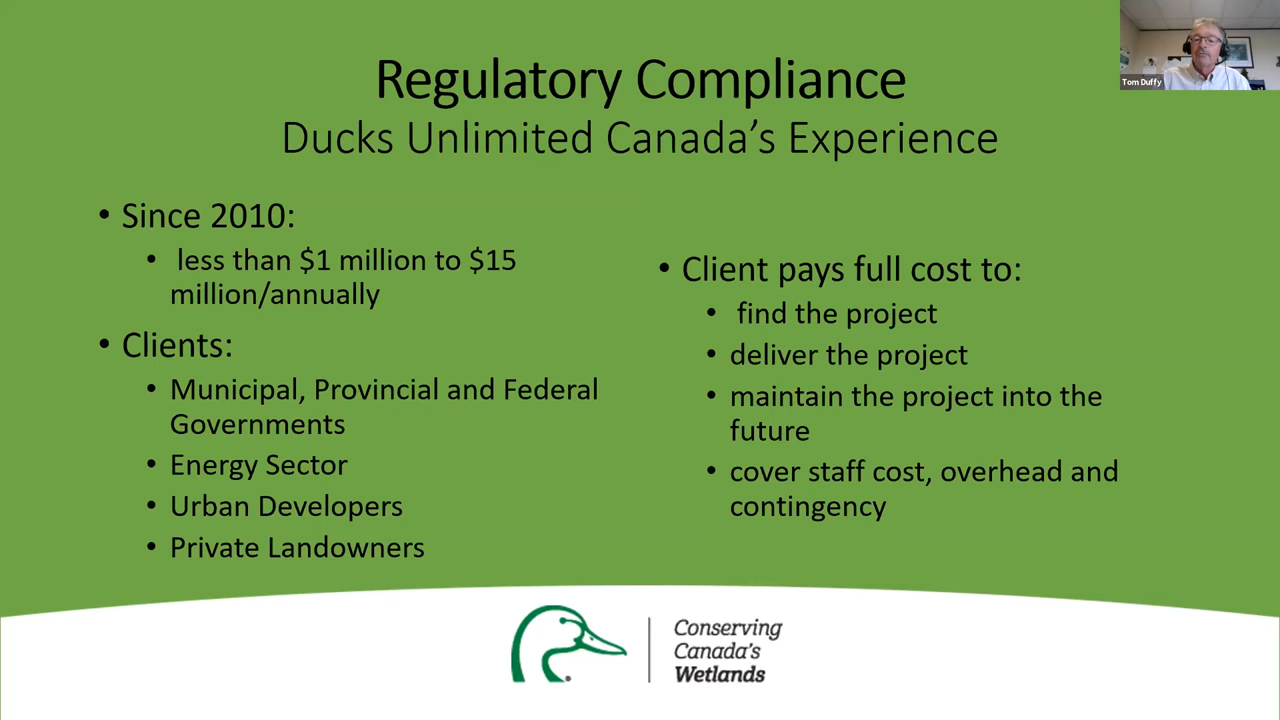 Regulatory Compliance
Ducks Unlimited Canada's Experience
• Since 2010:
• less than $1 million to $15
million/annually
• Clients:
• Municipal, Provincial and Federal
Governments
• Energy Sector
• Urban Developers
• Private Landowners
• Client pays full cost to:
• find the project
• deliver the project
• maintain the project into the
future
• cover staff cost, overhead and
contingency
Conserving
Canada's
Wetlands
Tom Duffy